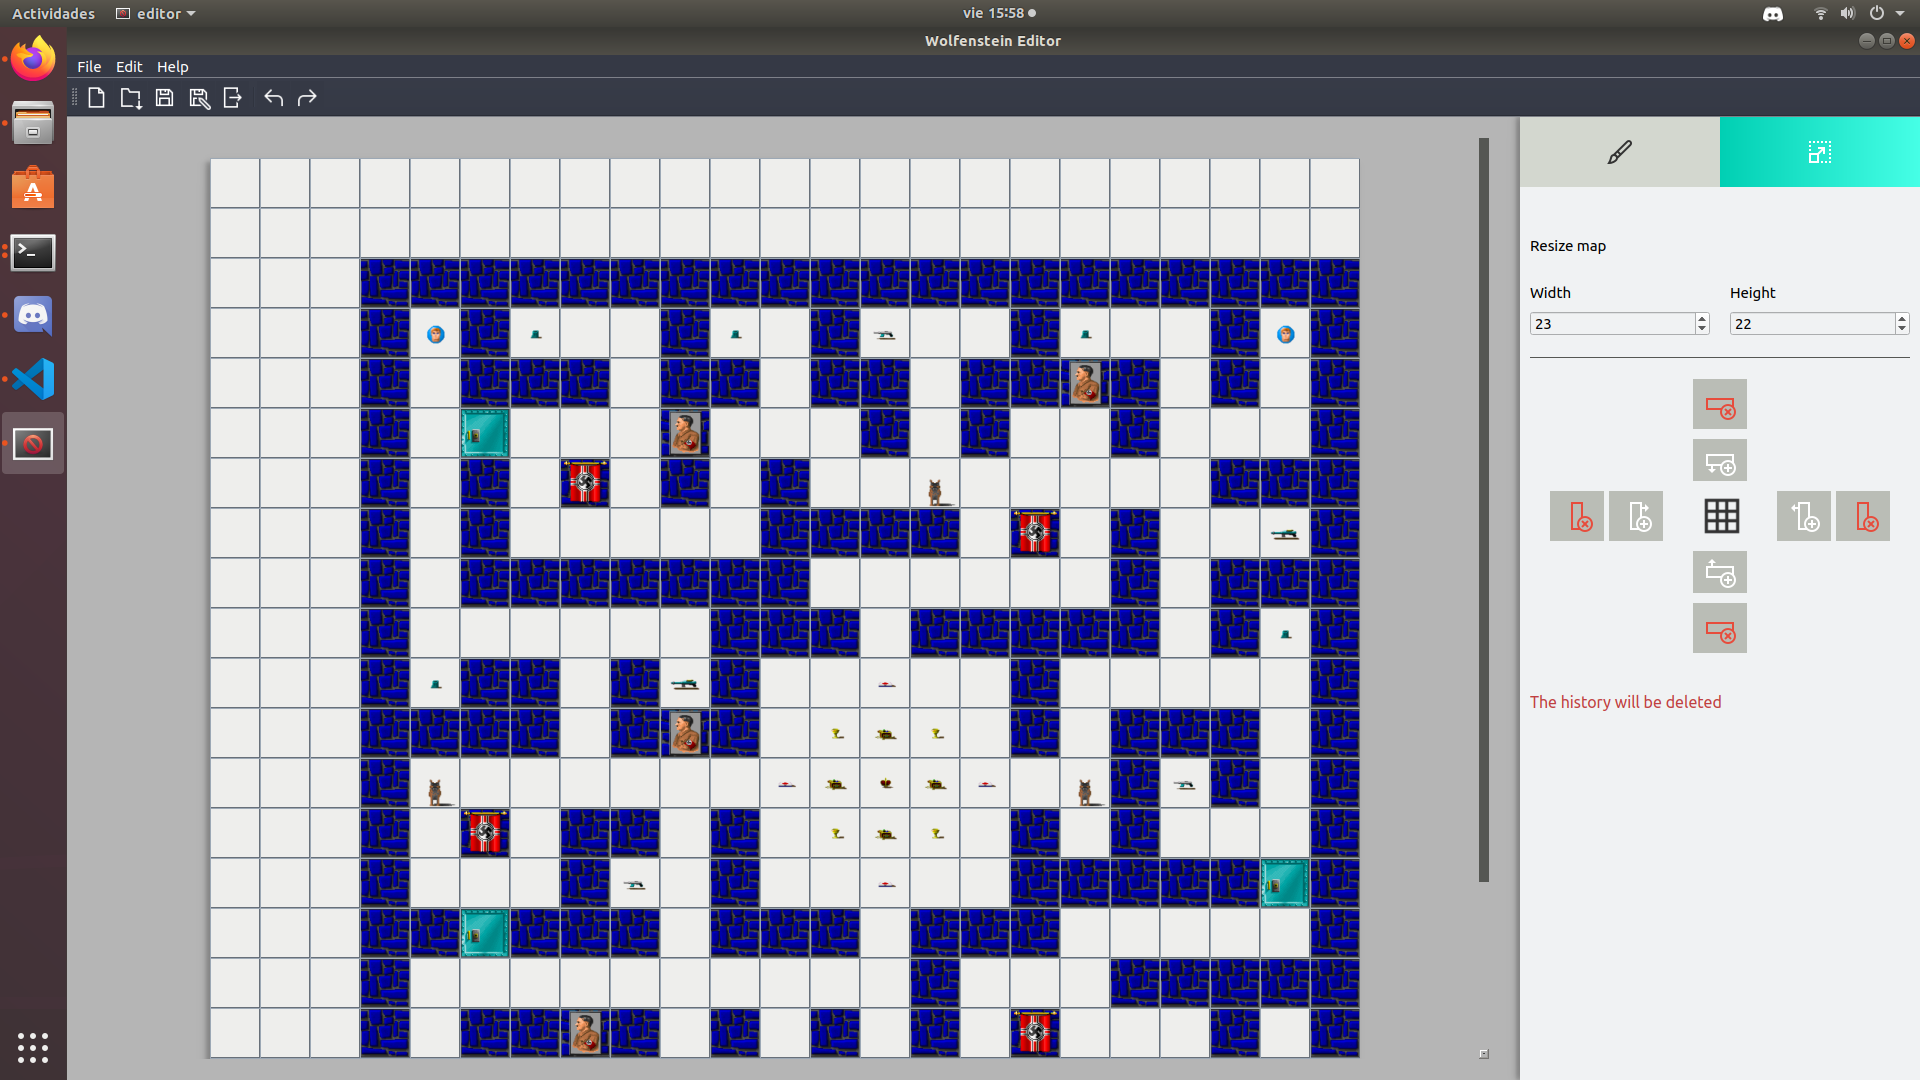 Actividades
editor
vie 15:58
Wolfenstein Editor
File Edit Help
Resize map
Width Height
23 22
The history will be deleted